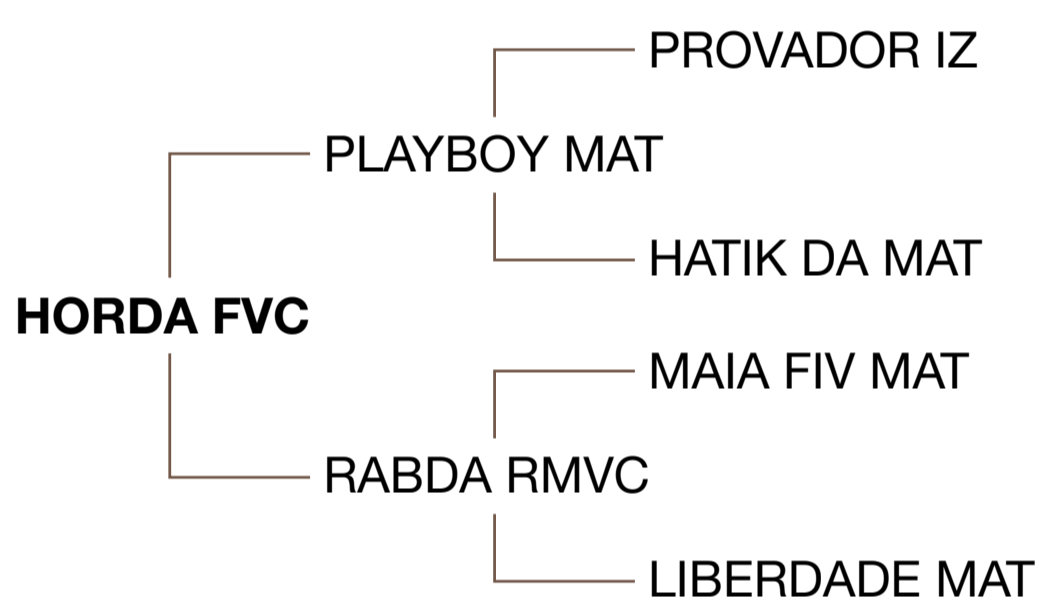 PROVADOR IZ
PLAYBOY MAT
HATIK DA MAT
HORDA FVC
MAIA FIV MAT
RABDA RMVC
LIBERDADE MAT